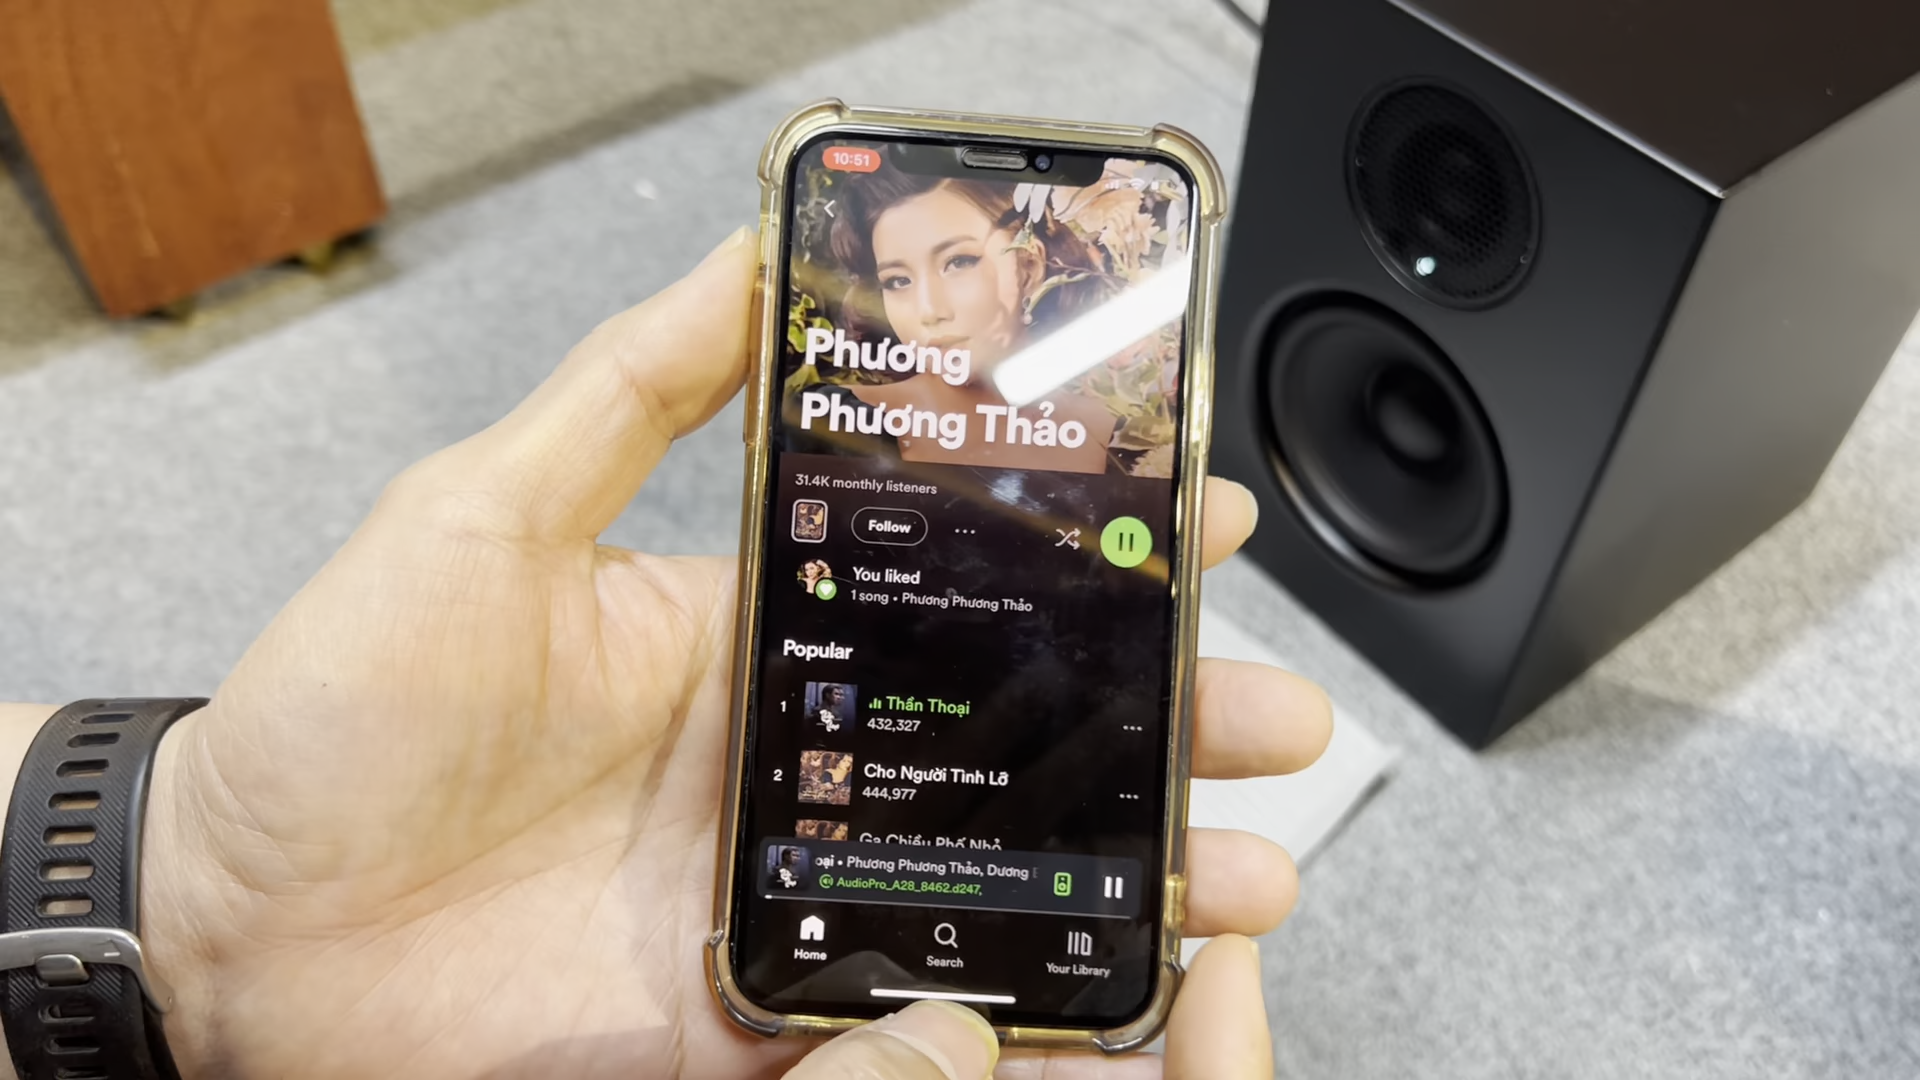 10:51
Phương
Phương Thảo
31.4K monthly listeners
Follow
You liked
1 song • Phương Phương Thảo
Popular
1
Thần Thoại
432,327
2
Cho Người Tình Lỡ
444,977
Ga Chiều Phố Nhỏ
oại • Phương Phương Thảo, Dương
AudioPro_A28_8462.d247,
Home
Search
Your Library